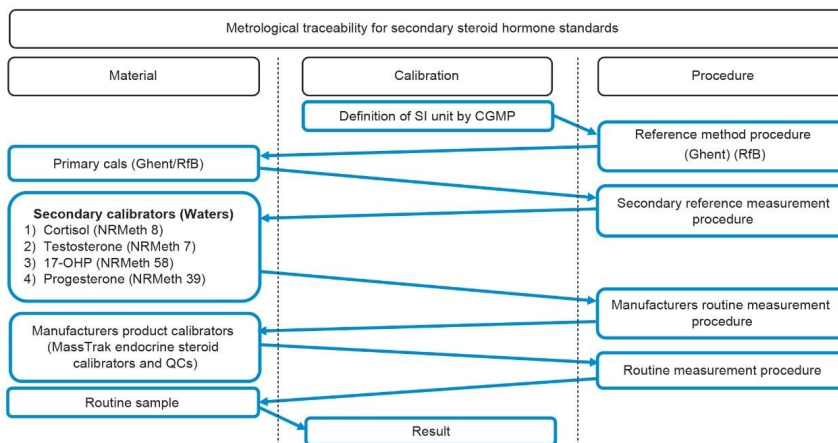 Metrological traceability for secondary steroid hormone standards
Material
Calibration
Procedure
Definition of SI unit by CGMP
Reference method procedure
(Ghent) (RfB)
Primary cals (Ghent/RfB)
Secondary reference measurement
procedure
Secondary calibrators (Waters)
1) Cortisol (NRMeth 8)
2) Testosterone (NRMeth 7)
3) 17-OHP (NRMeth 58)
4) Progesterone (NRMeth 39)
Manufacturers routine measurement
procedure
Manufacturers product calibrators
(MassTrak endocrine steroid
calibrators and QCs)
Routine measurement procedure
Routine sample
Result